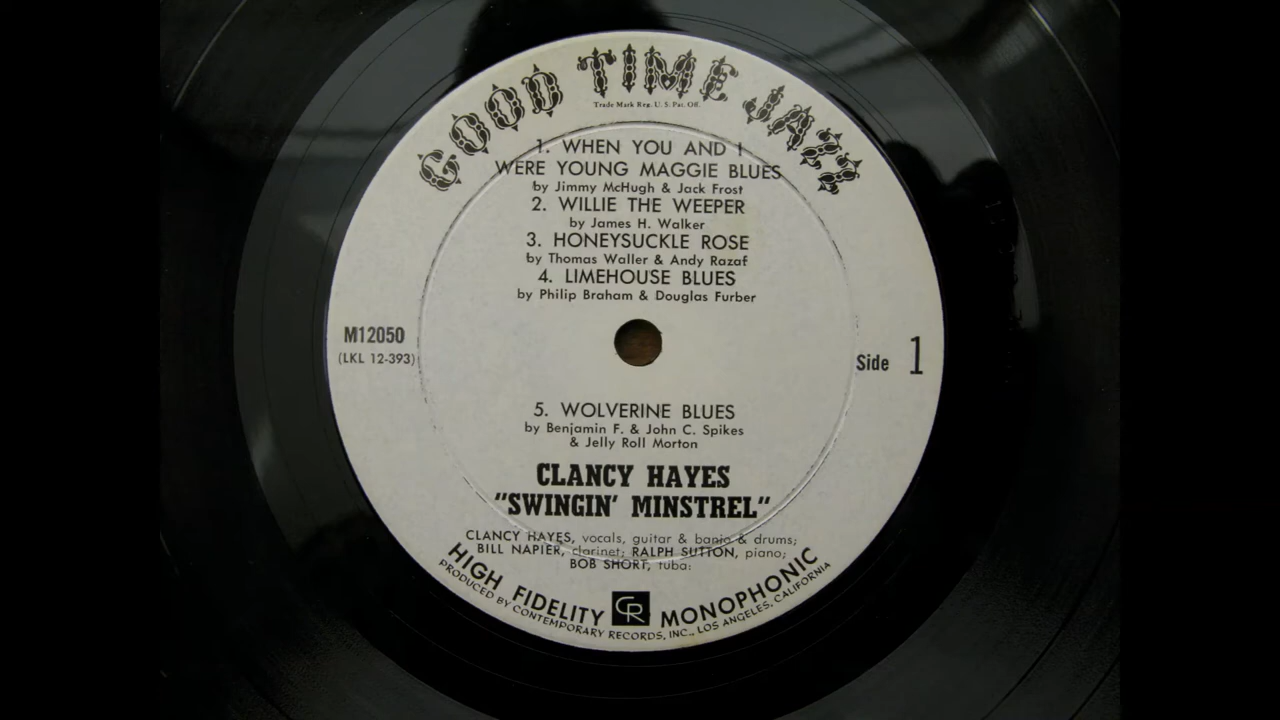 GOOD TIME JAZZ
Trade Mark Reg. U. S. Pat. Off.
1. WHEN YOU AND I
WERE YOUNG MAGGIE BLUES
by Jimmy McHugh & Jack Frost
2. WILLIE THE WEEPER
by James H. Walker
3. HONEYSUCKLE ROSE
by Thomas Waller & Andy Razaf
4. LIMEHOUSE BLUES
by Philip Braham & Douglas Furber
M12050
(LKL 12-393)
Side 1
5. WOLVERINE BLUES
by Benjamin F. & John C. Spikes
& Jelly Roll Morton
CLANCY HAYES
"SWINGIN' MINSTREL"
CLANCY HAYES, vocals, guitar & banjo & drums;
BILL NAPIER, clarinet; RALPH SUTTON, piano;
BOB SHORT, tuba:
HIGH FIDELITY CR MONOPHONIC
PRODUCED BY CONTEMPORARY RECORDS, INC., LOS ANGELES, CALIFORNIA